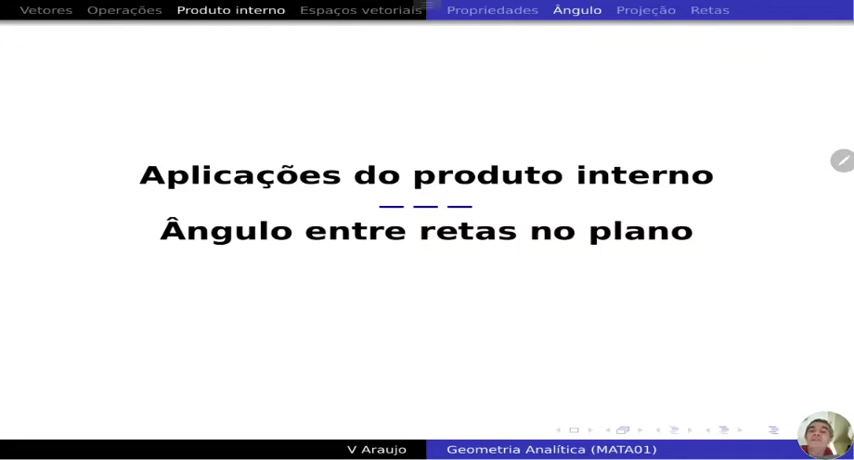 Vetores Operações Produto interno Espaços vetoriais Propriedades Ângulo Projeção Retas
Aplicações do produto interno
Ângulo entre retas no plano
V Araujo Geometria Analítica (MATA01)